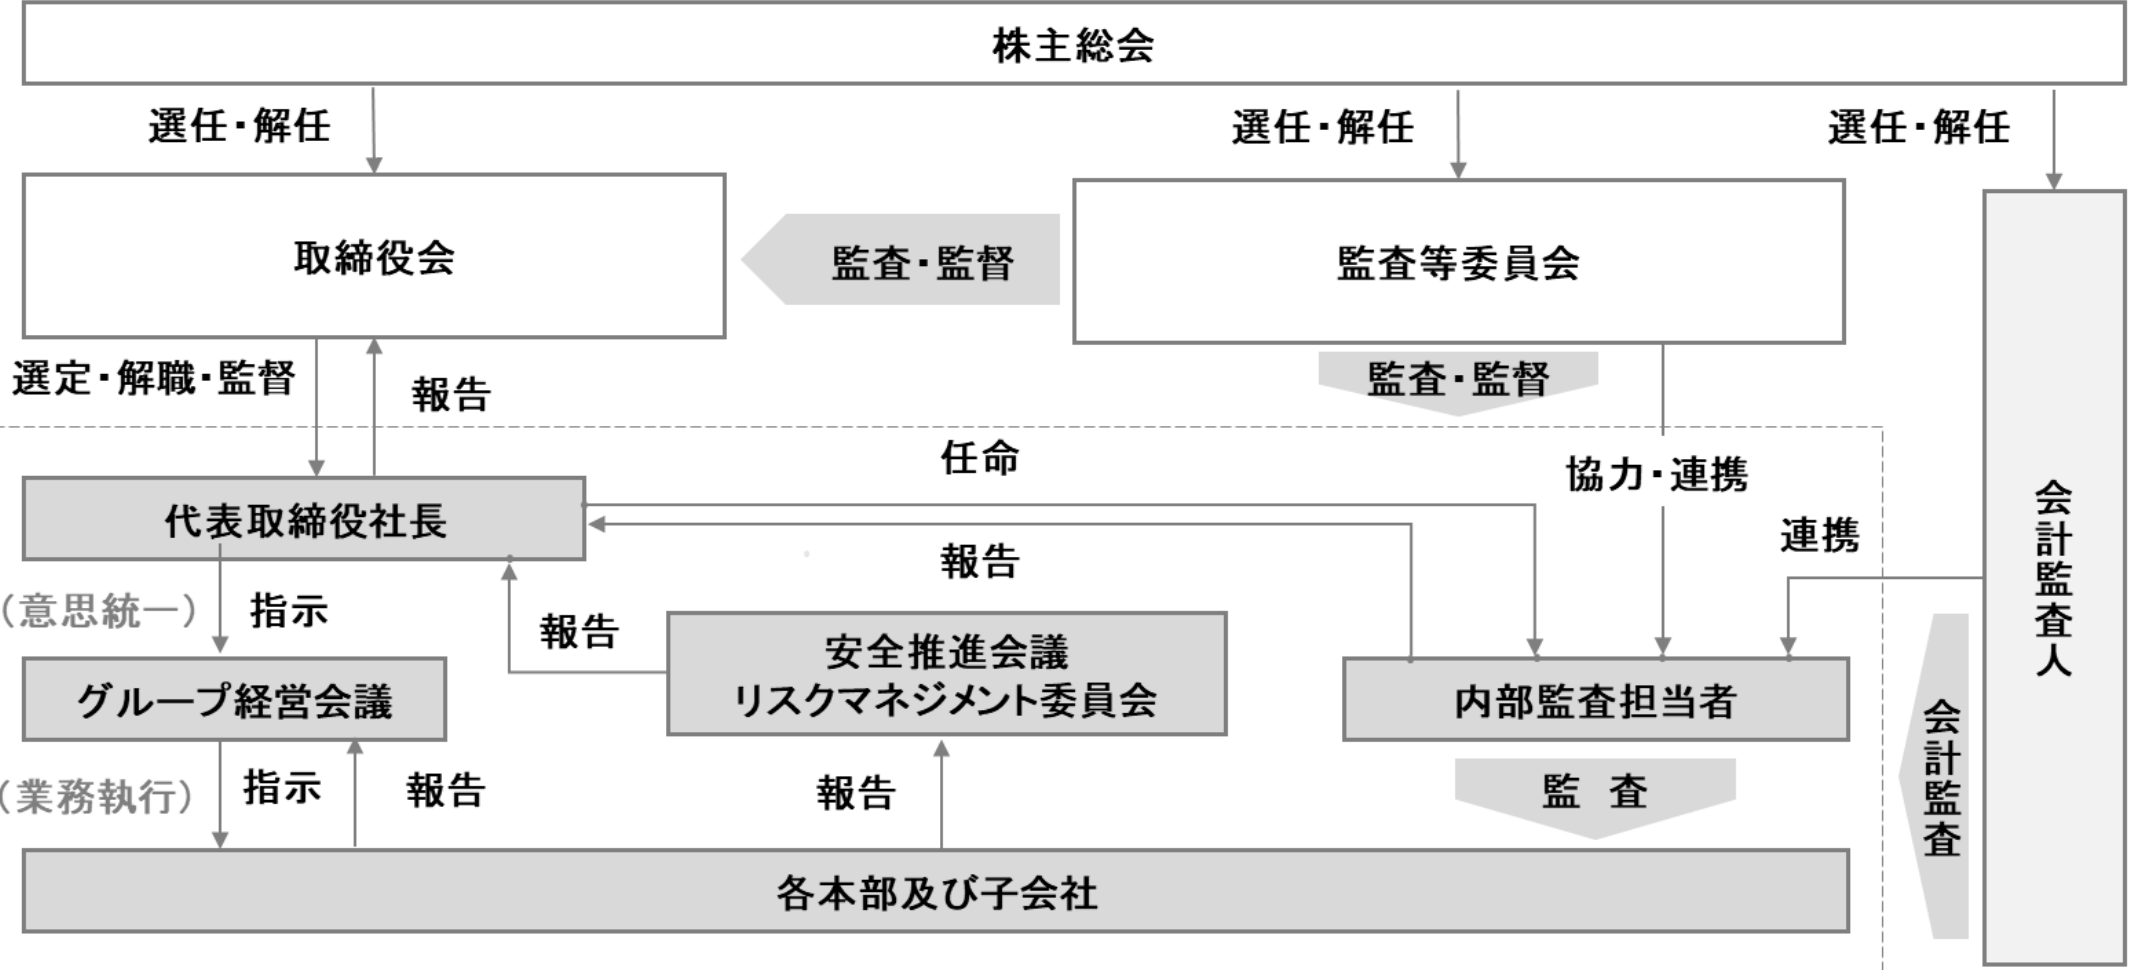 株主総会
選任・解任
選任・解任
選任・解任
取締役会
監査・監督
監査等委員会
選定・解職・監督
報告
監査・監督
任命
協力・連携
代表取締役社長
連携
報告
(意思統一)
指示
報告
安全推進会議
リスクマネジメント委員会
グループ経営会議
内部監査担当者
会計監査人
会計監査
(業務執行)
指示
報告
報告
監　査
各本部及び子会社